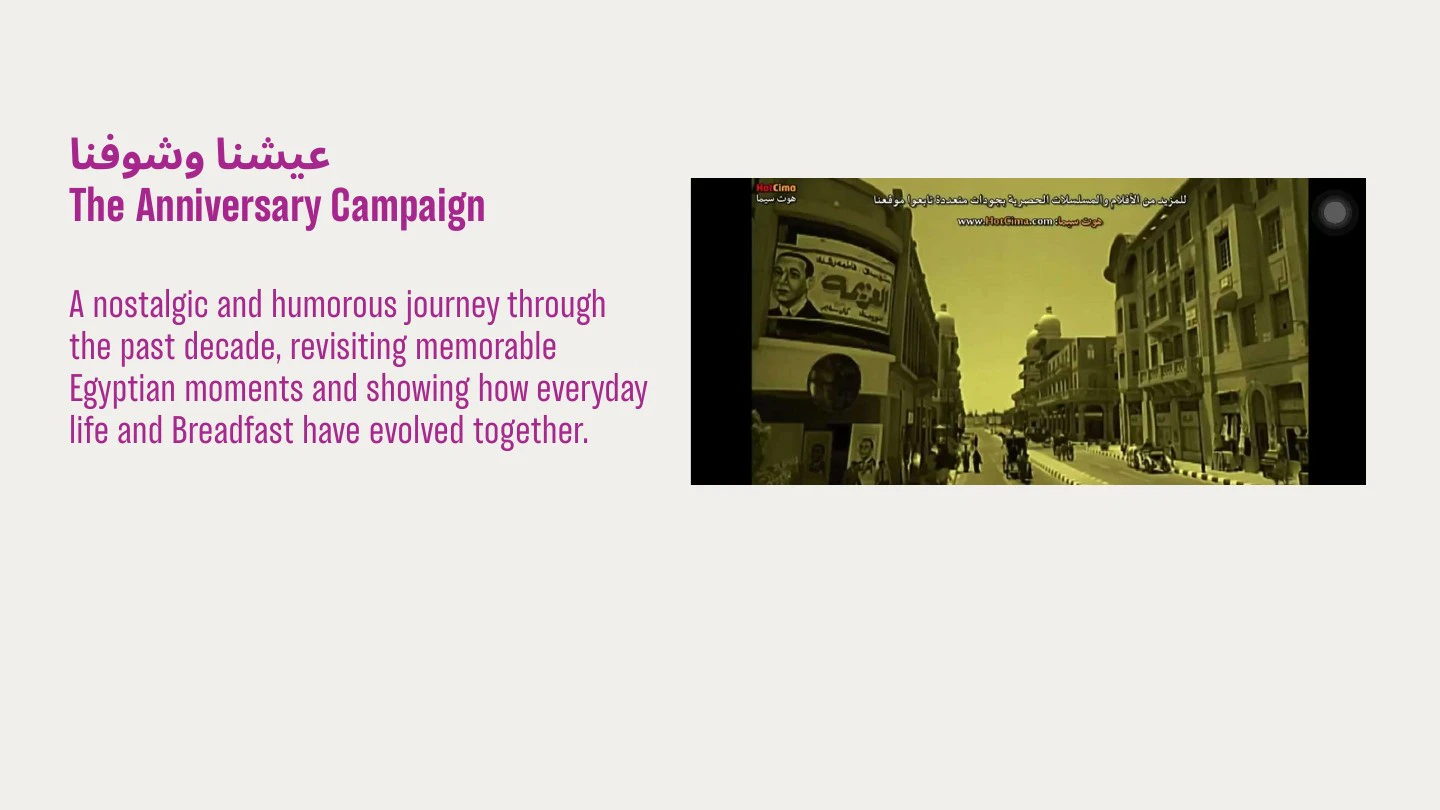 عيشنا وشوفنا
The Anniversary Campaign
A nostalgic and humorous journey through
the past decade, revisiting memorable
Egyptian moments and showing how everyday
life and Breadfast have evolved together.
HotCima
هوت سيما
للمزيد من الأفلام والمسلسلات الحصرية بجودات متعددة تابعوا موقعنا
هوت سيما: www.HotCima.com
العزيمة